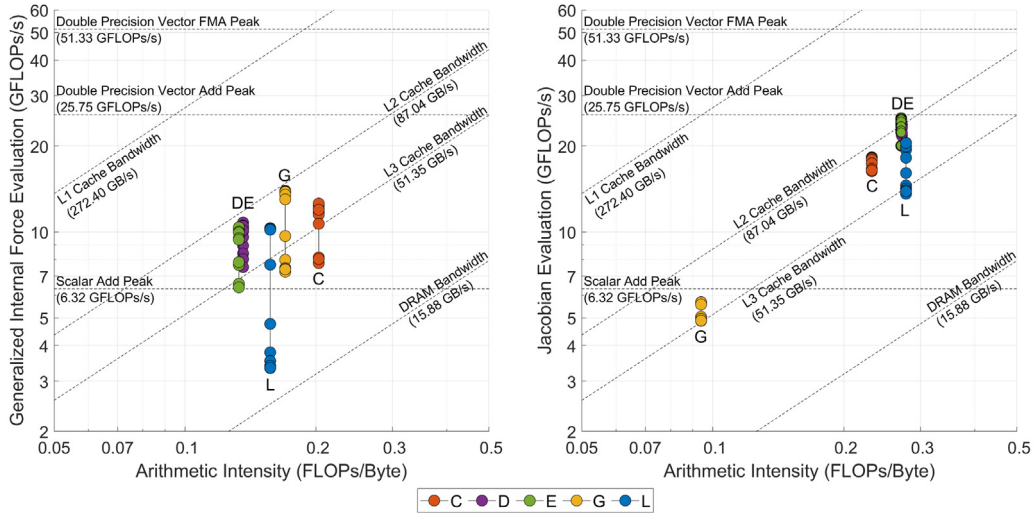 Generalized Internal Force Evaluation (GFLOPs/s)
60
50
40
30
20
10
7
5
4
3
2
Double Precision Vector FMA Peak
(51.33 GFLOPs/s)
Double Precision Vector Add Peak
(25.75 GFLOPs/s)
L1 Cache Bandwidth
(272.40 GB/s)
L2 Cache Bandwidth
(87.04 GB/s)
L3 Cache Bandwidth
(51.35 GB/s)
DRAM Bandwidth
(15.88 GB/s)
Scalar Add Peak
(6.32 GFLOPs/s)
DE
G
C
L
0.05
0.07
0.1
0.2
0.3
0.5
Arithmetic Intensity (FLOPs/Byte)
Jacobian Evaluation (GFLOPs/s)
60
50
40
30
20
10
7
5
4
3
2
Double Precision Vector FMA Peak
(51.33 GFLOPs/s)
Double Precision Vector Add Peak
(25.75 GFLOPs/s)
L1 Cache Bandwidth
(272.40 GB/s)
L2 Cache Bandwidth
(87.04 GB/s)
L3 Cache Bandwidth
(51.35 GB/s)
DRAM Bandwidth
(15.88 GB/s)
Scalar Add Peak
(6.32 GFLOPs/s)
DE
C
L
G
0.05
0.07
0.1
0.2
0.3
0.5
Arithmetic Intensity (FLOPs/Byte)
C D E G L